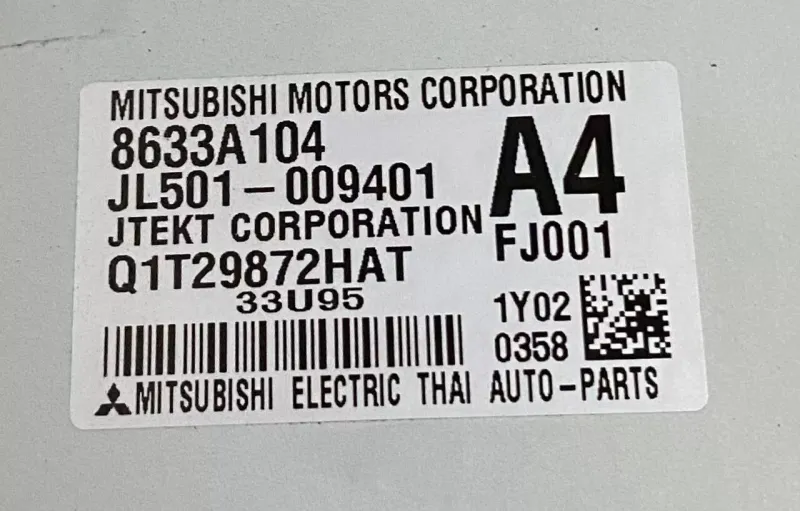 MITSUBISHI MOTORS CORPORATION
8633A104
JL501-009401
A4
JTEKT CORPORATION
FJ001
Q1T29872HAT
33U95
1Y02
0358
MITSUBISHI ELECTRIC THAI AUTO-PARTS